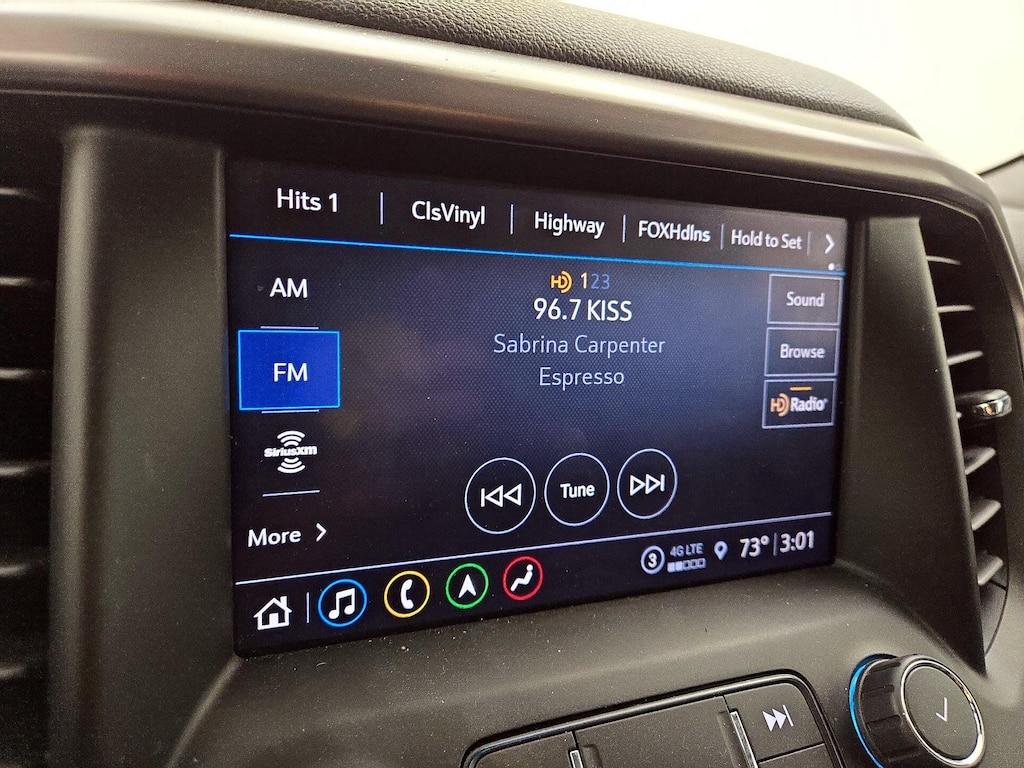 Hits 1 ClsVinyl Highway FOXHdlns Hold to Set
AM
FM
SiriusXM
More
HD 123
96.7 KISS
Sabrina Carpenter
Espresso
Sound
Browse
HD Radio
Tune
3 4G LTE 73° 3:01